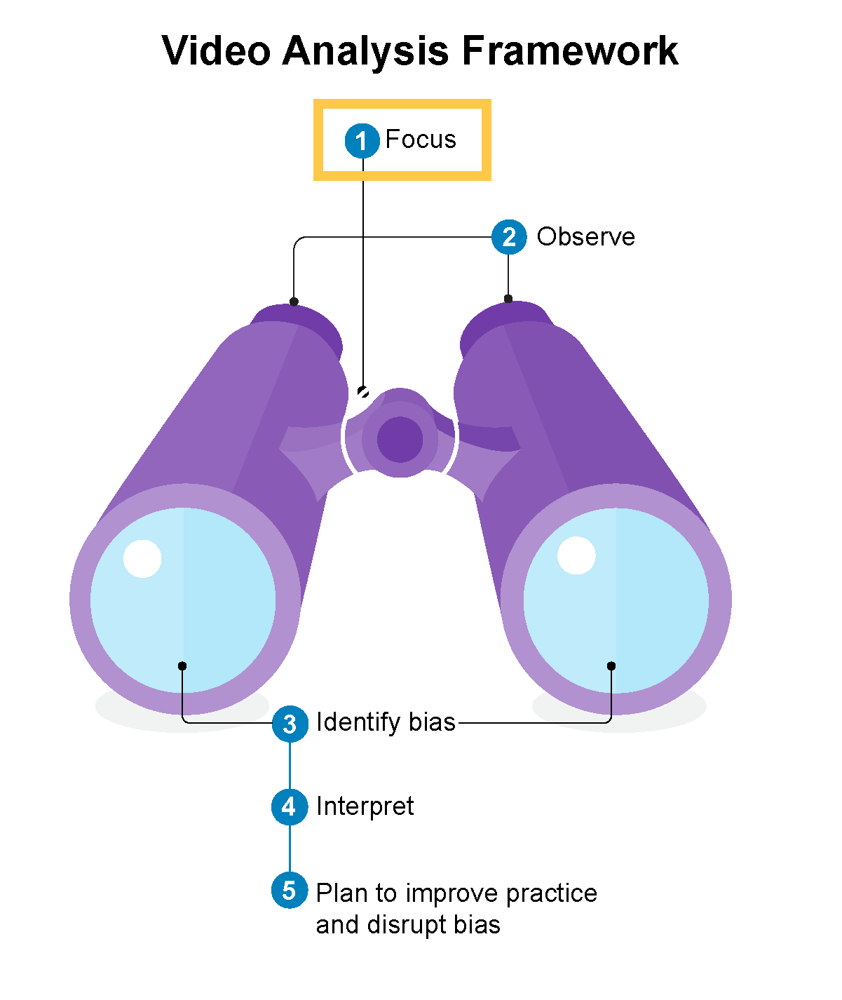 Video Analysis Framework
1 Focus
2 Observe
3 Identify bias
4 Interpret
5 Plan to improve practice
and disrupt bias